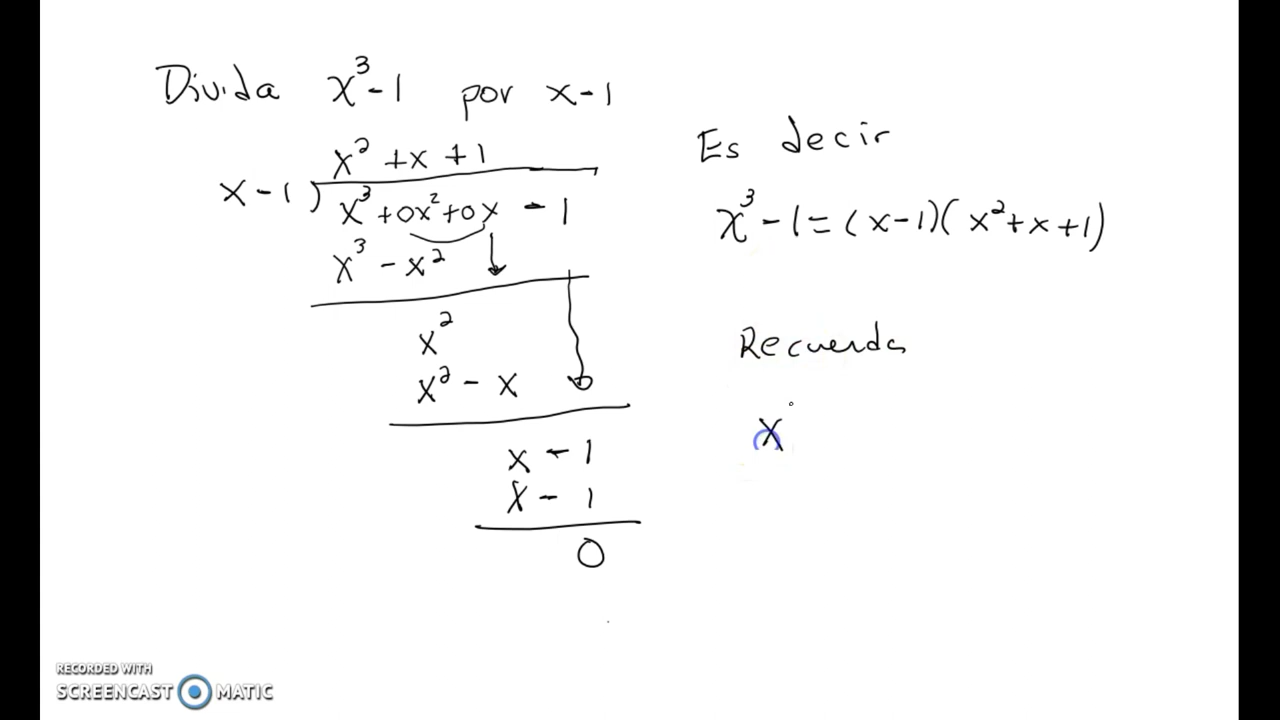 Divida x³-1 por x-1
x² +x +1
x-1) x³+0x²+0x - 1
x³ - x²
x²
x² - x
x - 1
x - 1
0
Es decir
x³-1=(x-1)(x²+x+1)
Recuerda
x
RECORDED WITH
SCREENCAST MATIC